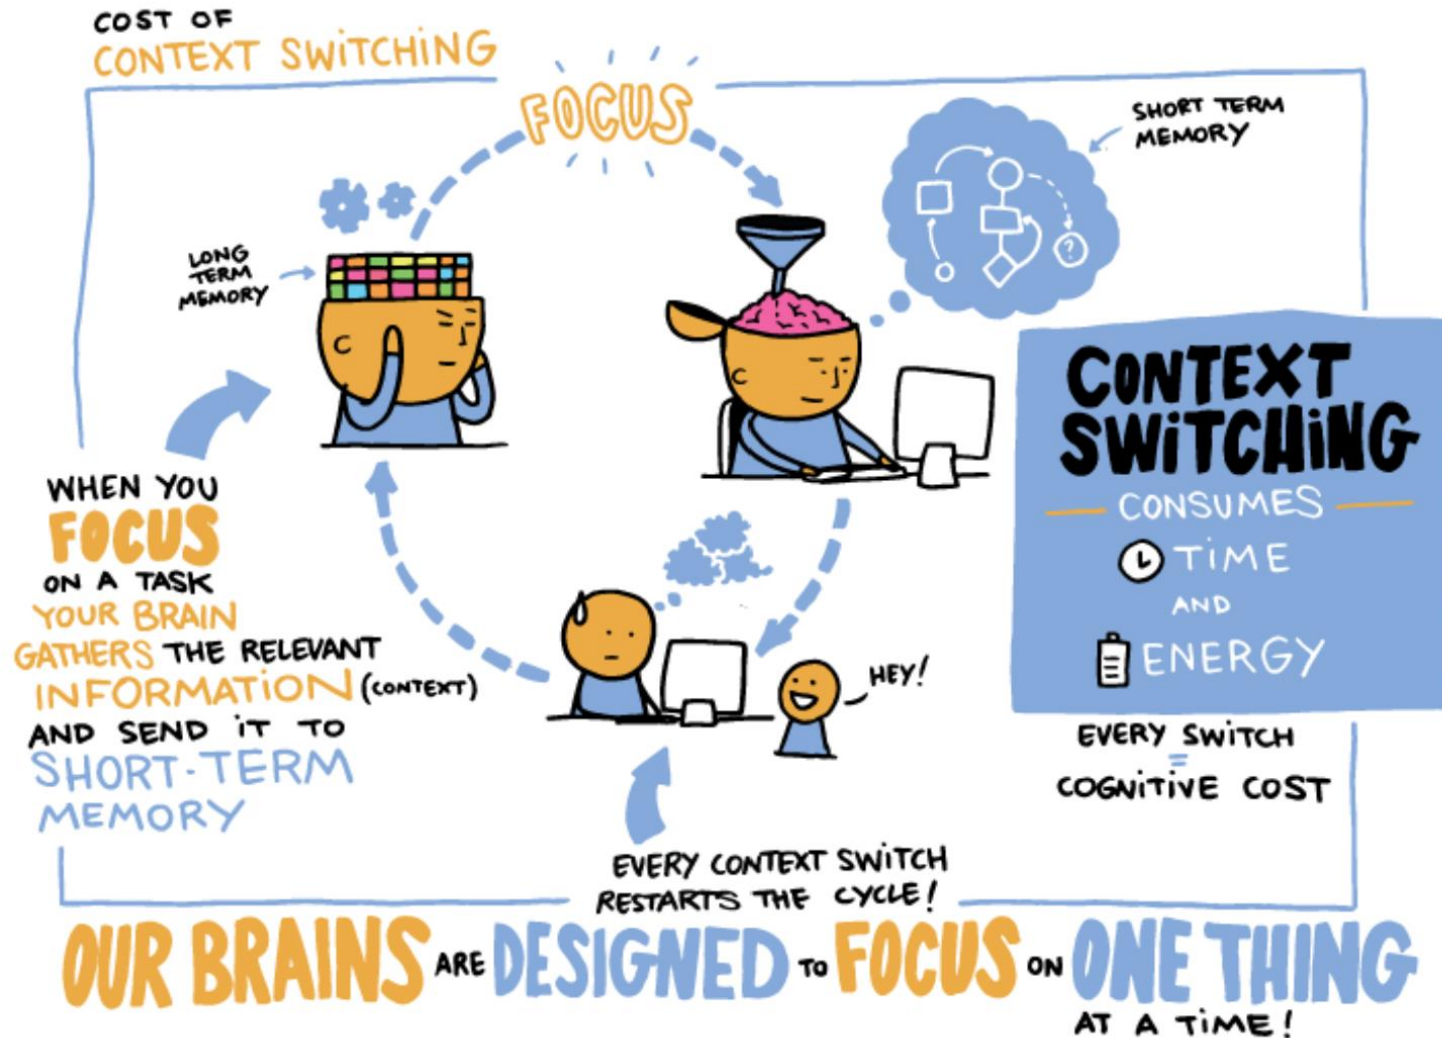 COST OF
CONTEXT SWiTCHiNG
FOCUS
SHORT TERM
MEMORY
LONG
TERM
MEMORY
?
WHEN YOU
FOCUS
ON A TASK
YOUR BRAIN
GATHERS THE RELEVANT
INFORMATiON (CONTEXT)
AND SEND iT TO
SHORT-TERM
MEMORY
HEY!
EVERY CONTEXT SWiTCH
RESTARTS THE CYCLE!
CONTEXT
SWiTCHiNG
CONSUMES
TiME
AND
ENERGY
EVERY SWiTCH
=
COGNiTiVE COST
OUR BRAINS ARE DESIGNED TO FOCUS ON ONE THING
AT A TiME!